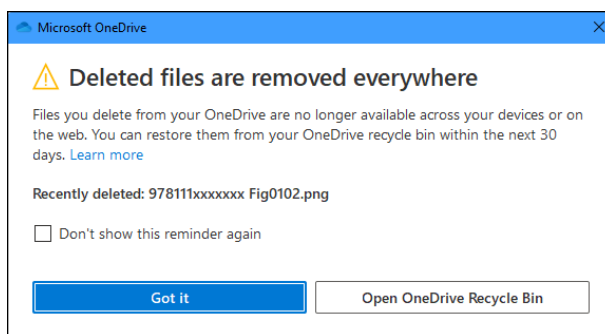 Microsoft OneDrive
Deleted files are removed everywhere
Files you delete from your OneDrive are no longer available across your devices or on
the web. You can restore them from your OneDrive recycle bin within the next 30
days. Learn more
Recently deleted: 978111xxxxxxx Fig0102.png
Don't show this reminder again
Got it
Open OneDrive Recycle Bin